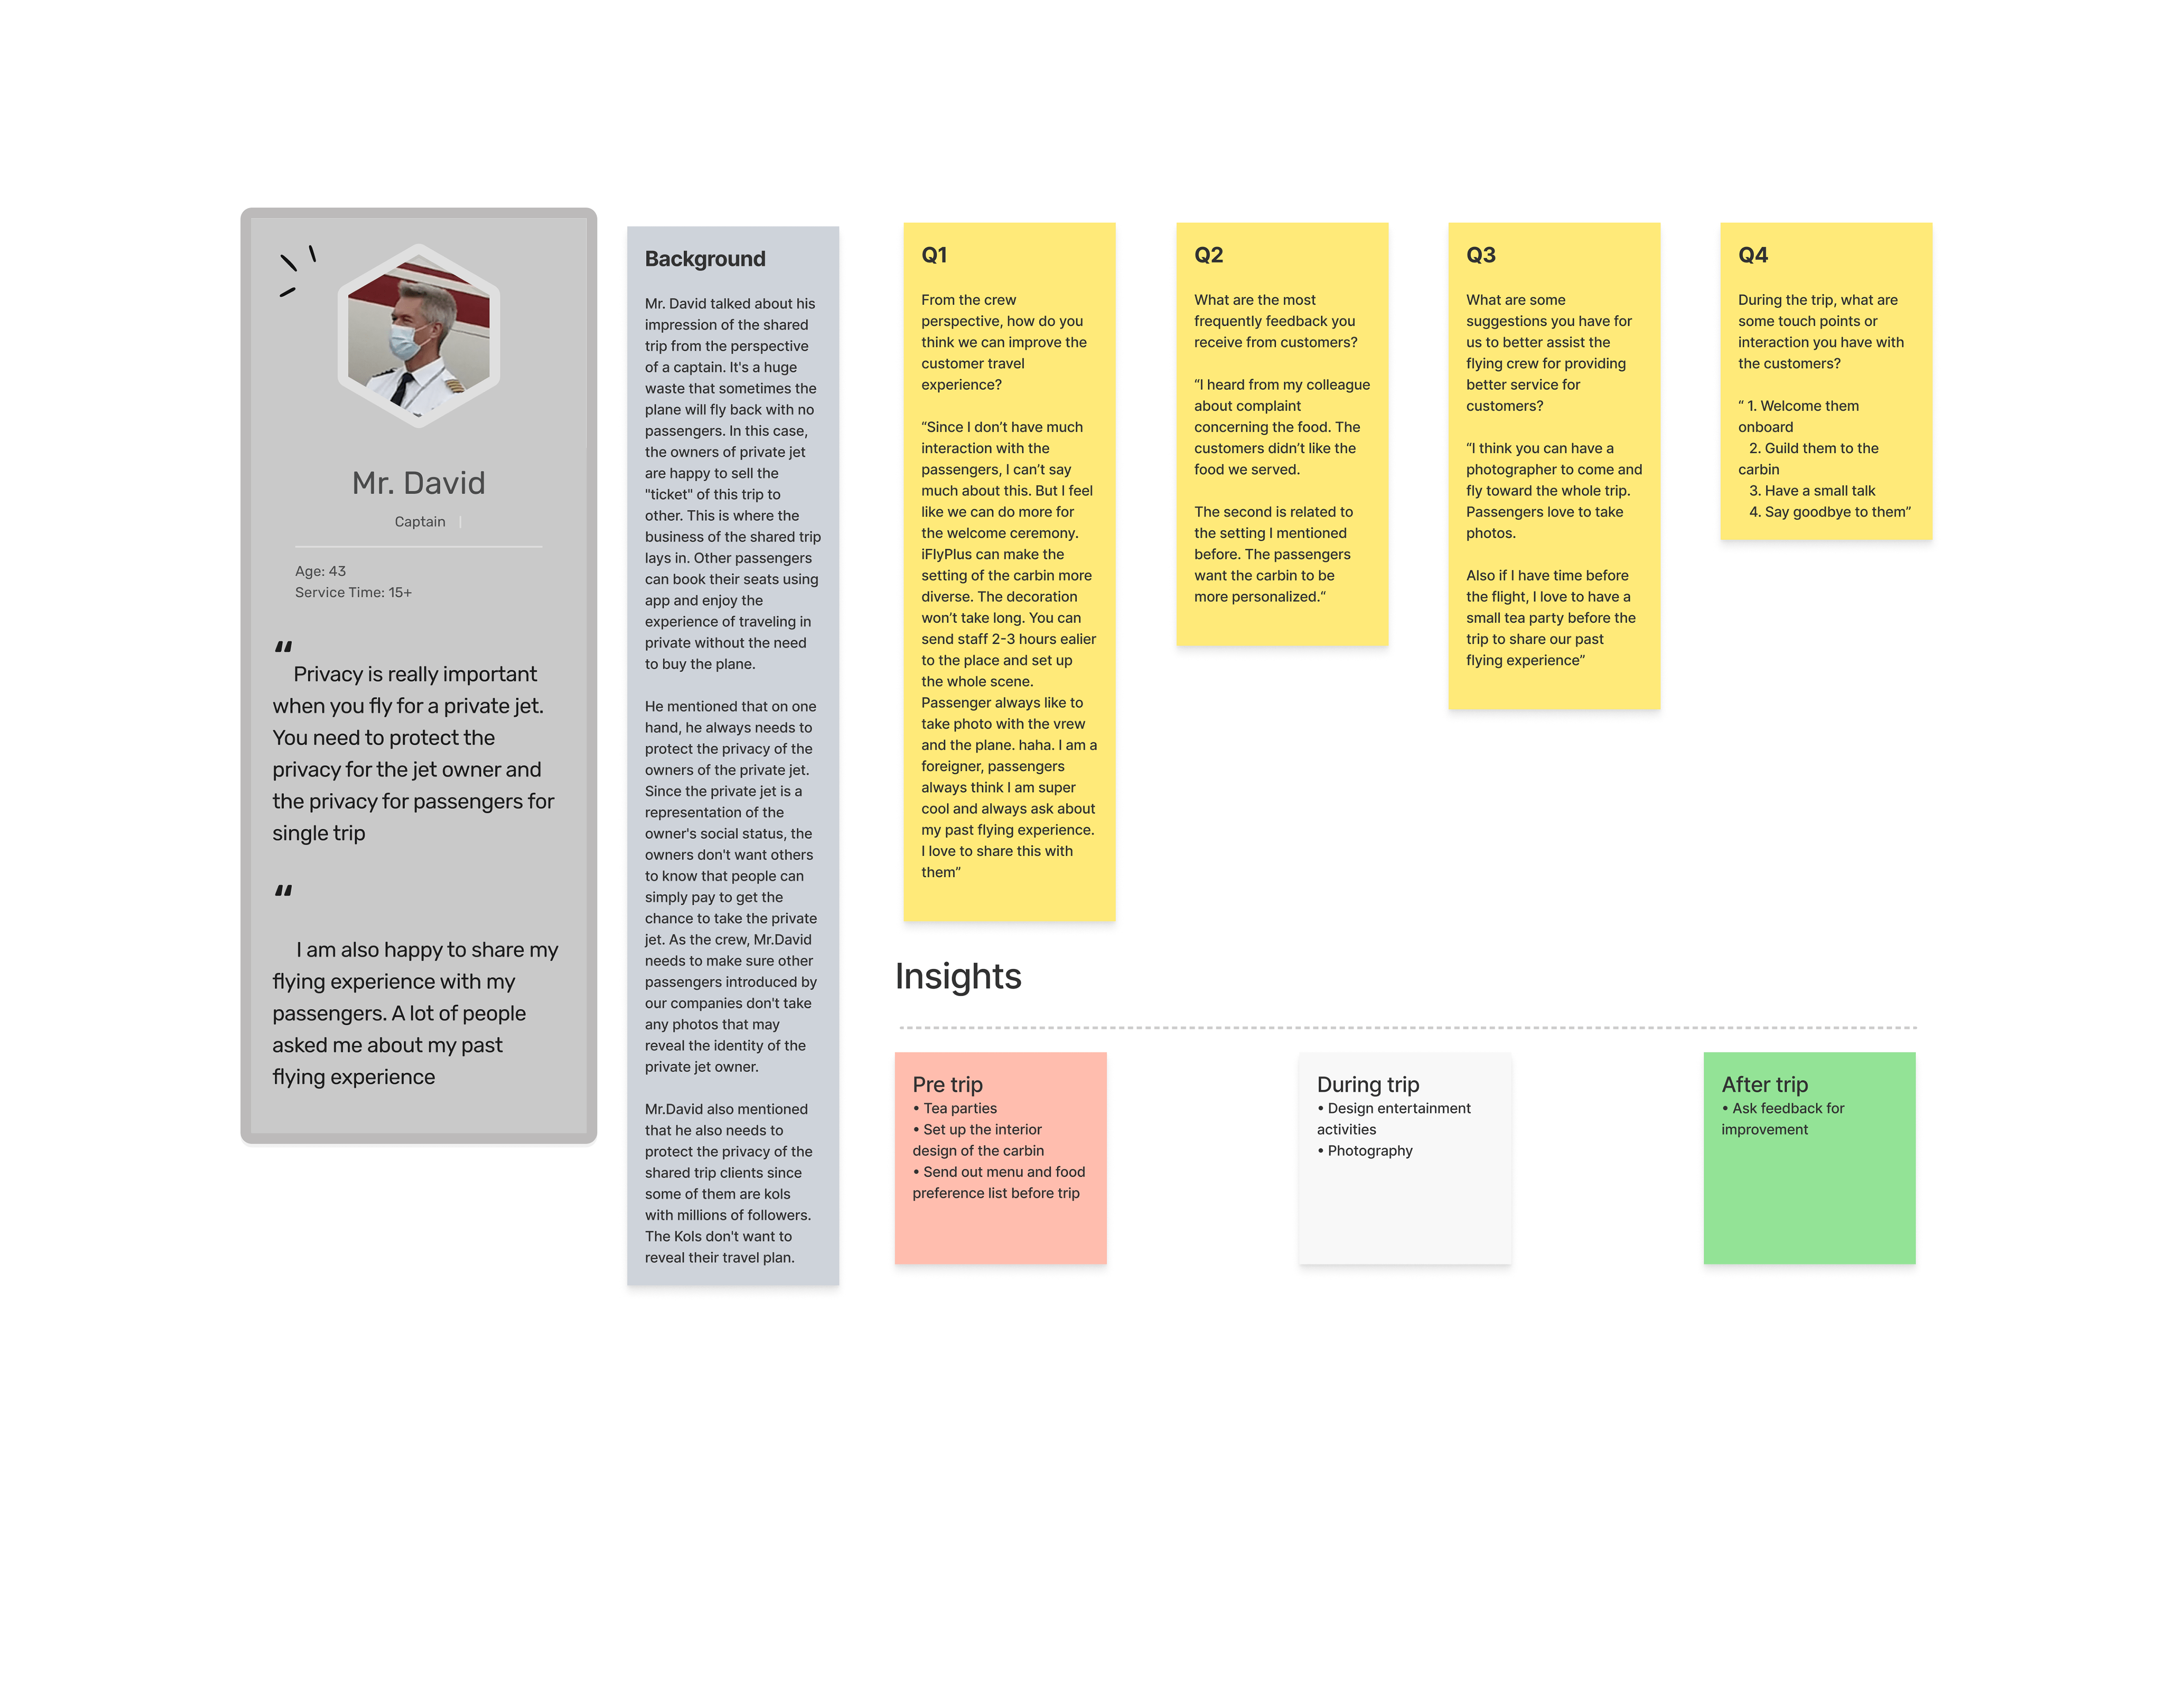 Mr. David
Captain
Age: 43
Service Time: 15+
“
Privacy is really important
when you fly for a private jet.
You need to protect the
privacy for the jet owner and
the privacy for passengers for
single trip
“
I am also happy to share my
flying experience with my
passengers. A lot of people
asked me about my past
flying experience
Background
Mr. David talked about his
impression of the shared
trip from the perspective
of a captain. It's a huge
waste that sometimes the
plane will fly back with no
passengers. In this case,
the owners of private jet
are happy to sell the
"ticket" of this trip to
other. This is where the
business of the shared trip
lays in. Other passengers
can book their seats using
app and enjoy the
experience of traveling in
private without the need
to buy the plane.
He mentioned that on one
hand, he always needs to
protect the privacy of the
owners of the private jet.
Since the private jet is a
representation of the
owner's social status, the
owners don't want others
to know that people can
simply pay to get the
chance to take the private
jet. As the crew, Mr.David
needs to make sure other
passengers introduced by
our companies don't take
any photos that may
reveal the identity of the
private jet owner.
Mr.David also mentioned
that he also needs to
protect the privacy of the
shared trip clients since
some of them are kols
with millions of followers.
The Kols don't want to
reveal their travel plan.
Q1
From the crew
perspective, how do you
think we can improve the
customer travel
experience?
“Since I don’t have much
interaction with the
passengers, I can’t say
much about this. But I feel
like we can do more for
the welcome ceremony.
iFlyPlus can make the
setting of the carbin more
diverse. The decoration
won’t take long. You can
send staff 2-3 hours ealier
to the place and set up
the whole scene.
Passenger always like to
take photo with the vrew
and the plane. haha. I am a
foreigner, passengers
always think I am super
cool and always ask about
my past flying experience.
I love to share this with
them”
Q2
What are the most
frequently feedback you
receive from customers?
“I heard from my colleague
about complaint
concerning the food. The
customers didn’t like the
food we served.
The second is related to
the setting I mentioned
before. The passengers
want the carbin to be
more personalized.“
Q3
What are some
suggestions you have for
us to better assist the
flying crew for providing
better service for
customers?
“I think you can have a
photographer to come and
fly toward the whole trip.
Passengers love to take
photos.
Also if I have time before
the flight, I love to have a
small tea party before the
trip to share our past
flying experience”
Q4
During the trip, what are
some touch points or
interaction you have with
the customers?
“ 1. Welcome them
onboard
2. Guild them to the
carbin
3. Have a small talk
4. Say goodbye to them”
Insights
Pre trip
• Tea parties
• Set up the interior
design of the carbin
• Send out menu and food
preference list before trip
During trip
• Design entertainment
activities
• Photography
After trip
• Ask feedback for
improvement